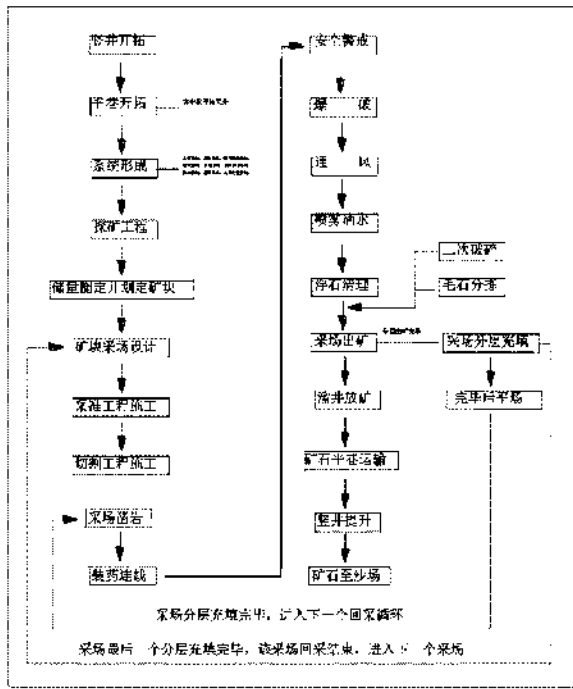 竖井开拓
平巷开拓
系统形成
探矿工程
储量圈定并划定矿块
矿块采场设计
采准工程施工
切割工程施工
采场凿岩
装药连线
安全警戒
爆 破
通 风
喷雾洒水
浮石清理
二次破矿
毛石分捡
采场出矿
采场分层充填
溜井放矿
完毕后平场
矿石平巷运输
竖井提升
矿石至沙场
采场分层充填完毕，进入下一个回采循环
采场最后一个分层充填完毕，该采场回采结束，进入下一个采场